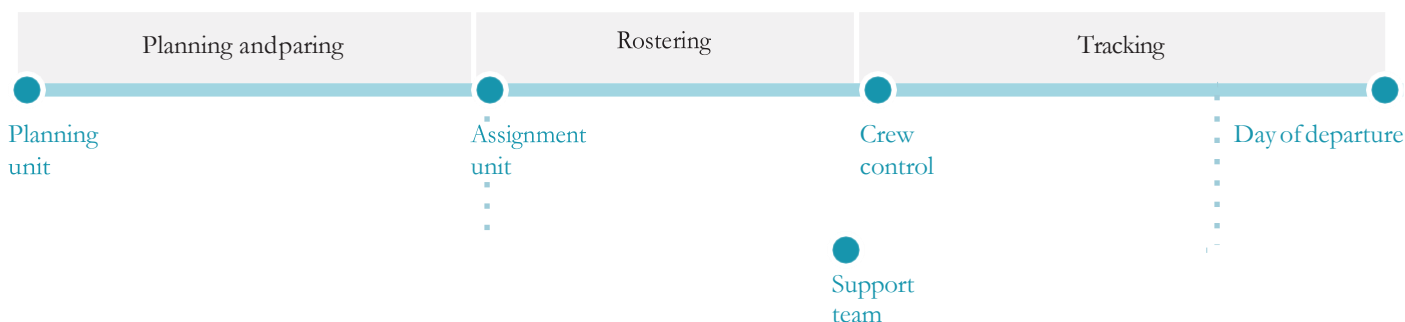 Planning andparing
Rostering
Tracking
Planning
unit
Assignment
unit
Crew
control
Day of departure
Support
team